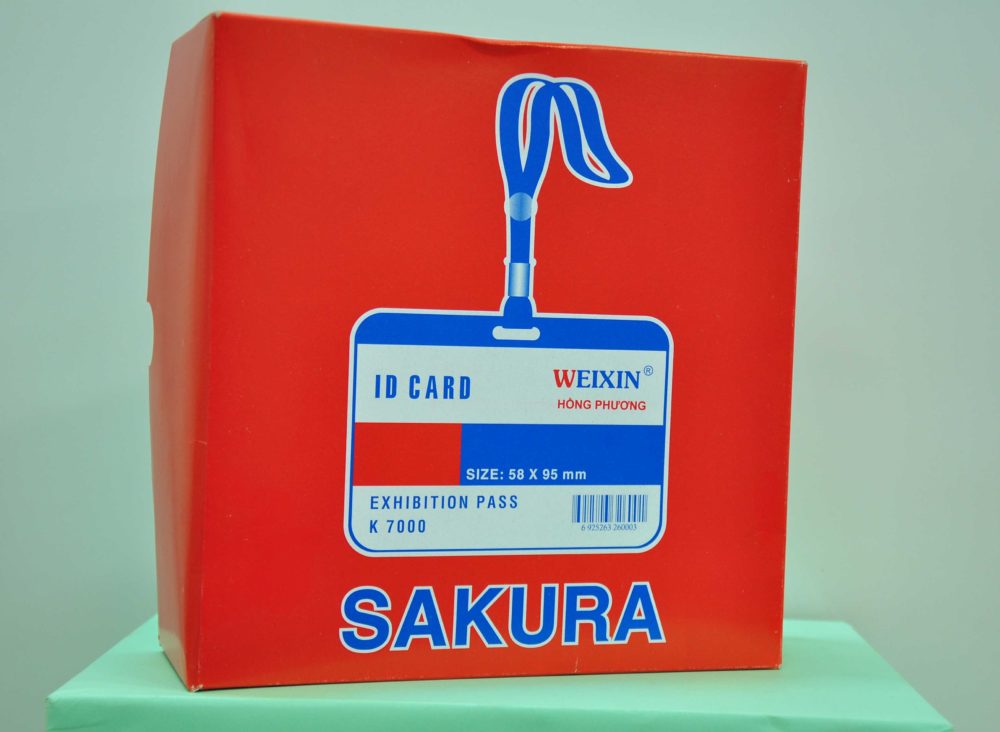 ID CARD
WEIXIN®
HỒNG PHƯƠNG
SIZE: 58 X 95 mm
EXHIBITION PASS
K 7000
6 925263 260003
SAKURA